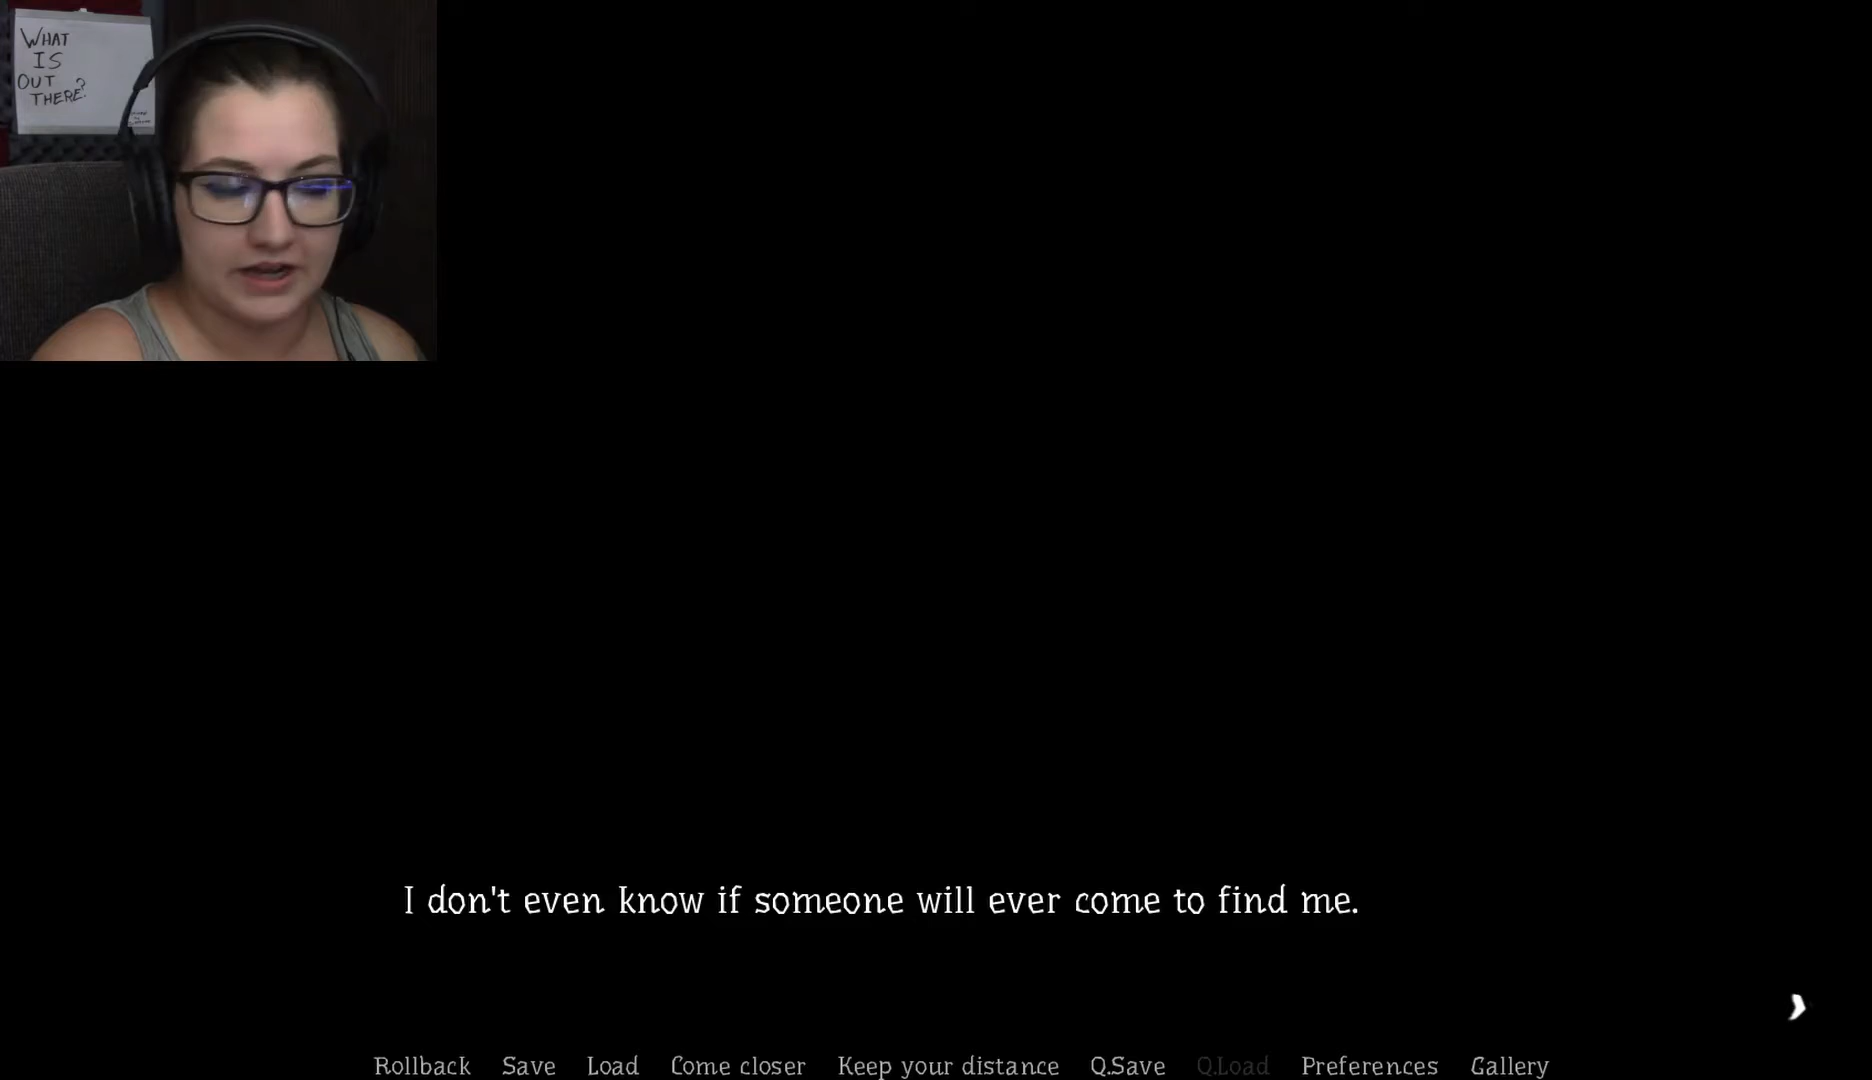 WHAT
IS
OUT
THERE?
I don't even know if someone will ever come to find me.
Rollback Save Load Come closer Keep your distance Q.Save Q.Load Preferences Gallery